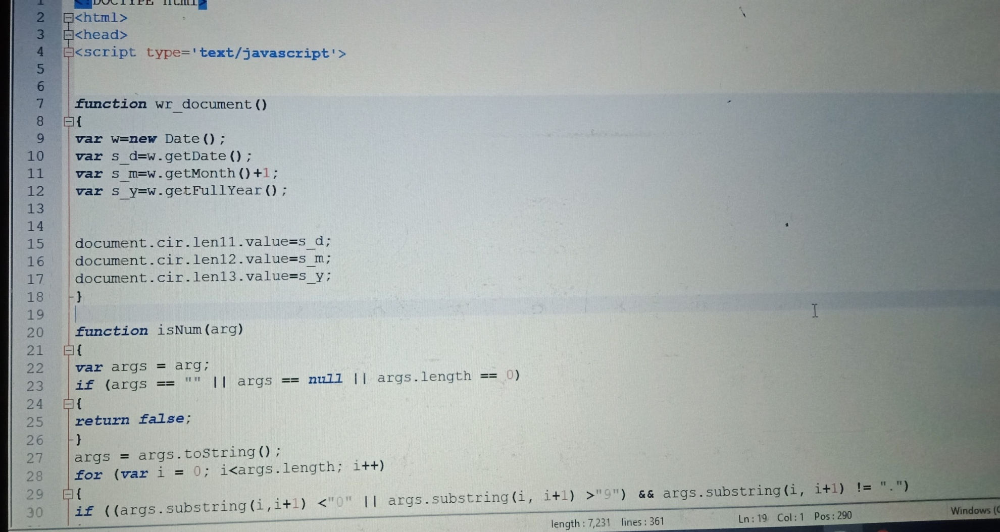 1 <!DOCTYPE html>
2 <html>
3 <head>
4 <script type='text/javascript'>
5
6
7 function wr_document()
8 {
9 var w=new Date();
10 var s_d=w.getDate();
11 var s_m=w.getMonth()+1;
12 var s_y=w.getFullYear();
13
14
15 document.cir.len11.value=s_d;
16 document.cir.len12.value=s_m;
17 document.cir.len13.value=s_y;
18 }
19
20 function isNum(arg)
21 {
22 var args = arg;
23 if (args == "" || args == null || args.length == 0)
24 {
25 return false;
26 }
27 args = args.toString();
28 for (var i = 0; i<args.length; i++)
29 {
30 if ((args.substring(i,i+1) <"0" || args.substring(i, i+1) >"9") && args.substring(i, i+1) != ".")
length : 7,231 lines : 361 Ln : 19 Col : 1 Pos : 290 Windows